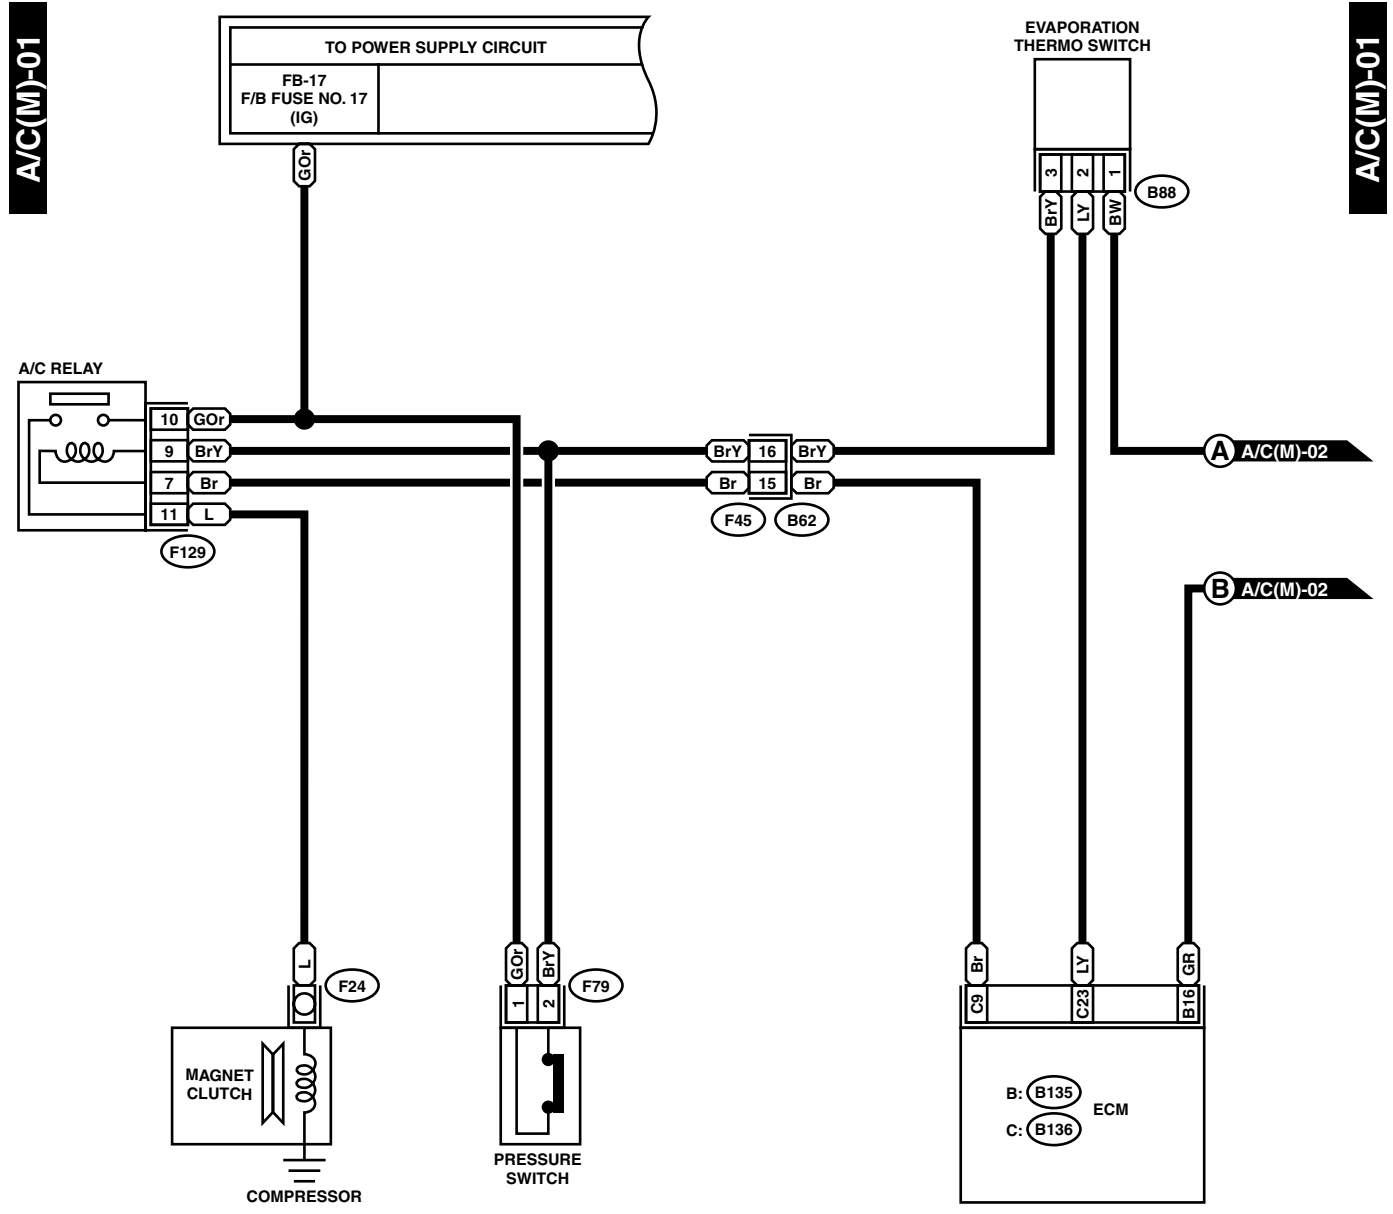 A/C(M)-01
A/C(M)-01
TO POWER SUPPLY CIRCUIT
FB-17
F/B FUSE NO. 17
(IG)
GOr
EVAPORATION
THERMO SWITCH
3 2 1
B88
BrY LY BW
A/C RELAY
10 GOr
9 BrY
7 Br
11 L
F129
BrY 16 BrY
Br 15 Br
F45 B62
A A/C(M)-02
B A/C(M)-02
L
F24
MAGNET
CLUTCH
COMPRESSOR
GOr BrY
1 2
F79
PRESSURE
SWITCH
Br LY GR
C9 C23 B16
B: B135
C: B136
ECM